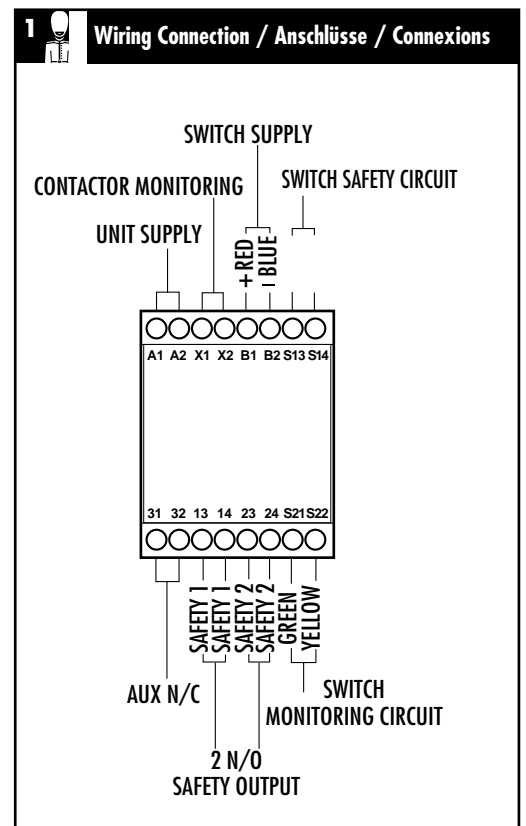 1 Wiring Connection / Anschlüsse / Connexions
SWITCH SUPPLY
CONTACTOR MONITORING
SWITCH SAFETY CIRCUIT
UNIT SUPPLY
+ RED
– BLUE
A1 A2 X1 X2 B1 B2 S13 S14
31 32 13 14 23 24 S21 S22
SAFETY 1
SAFETY 1
SAFETY 2
SAFETY 2
GREEN
YELLOW
AUX N/C
SWITCH
MONITORING CIRCUIT
2 N/O
SAFETY OUTPUT